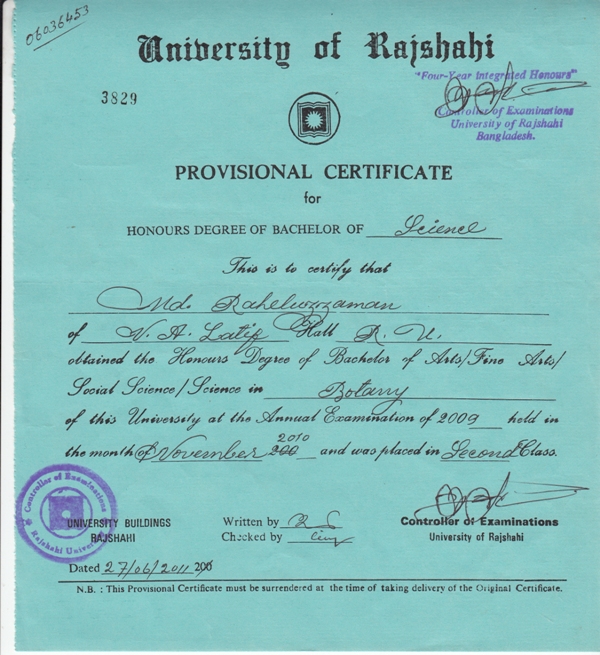 06036453
University of Rajshahi
"Four-Year Integrated Honours"
3829
Controller of Examinations
University of Rajshahi
Bangladesh.
PROVISIONAL CERTIFICATE
for
HONOURS DEGREE OF BACHELOR OF Science
This is to certify that
Md. Raheluzzaman
of N. A. Latif Hall R. U.
obtained the Honours Degree of Bachelor of Arts/Fine Arts/
Social Science/Science in Botany
of this University at the Annual Examination of 2009 held in
the month of November 2010 and was placed in Second Class.
Controller of Examinations
Rajshahi University
UNIVERSITY BUILDINGS
RAJSHAHI
Written by
Checked by
Controller of Examinations
University of Rajshahi
Dated 27/06/2011 200
N.B. : This Provisional Certificate must be surrendered at the time of taking delivery of the Original Certificate.